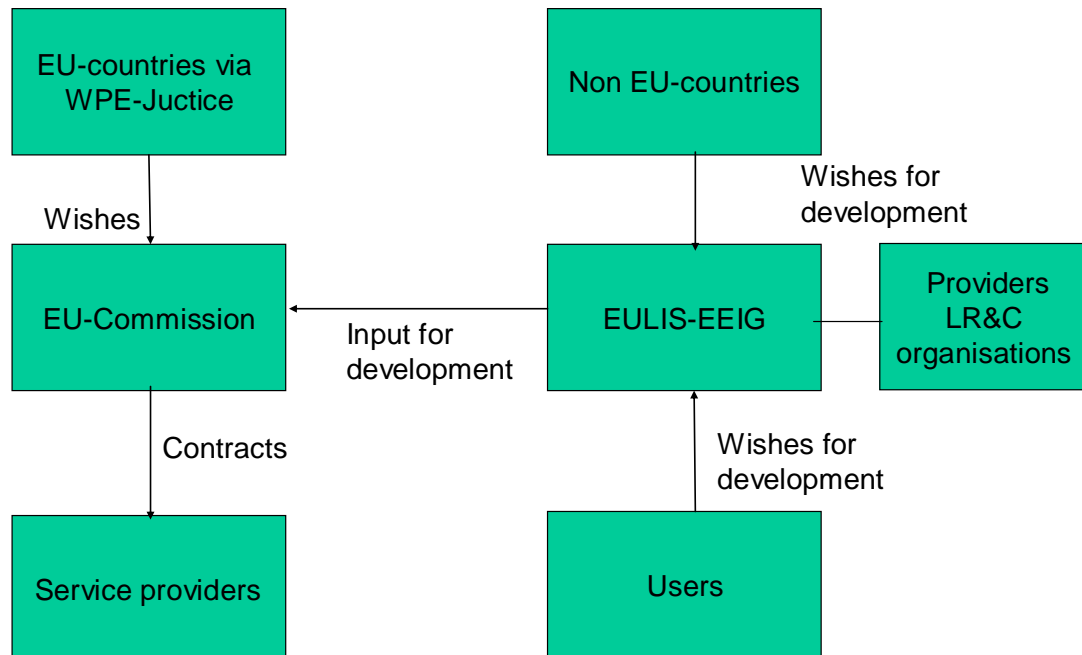 EU-countries via
WPE-Juctice
Non EU-countries
Wishes for
development
Wishes
EU-Commission
Input for
development
EULIS-EEIG
Providers
LR&C
organisations
Contracts
Wishes for
development
Service providers
Users